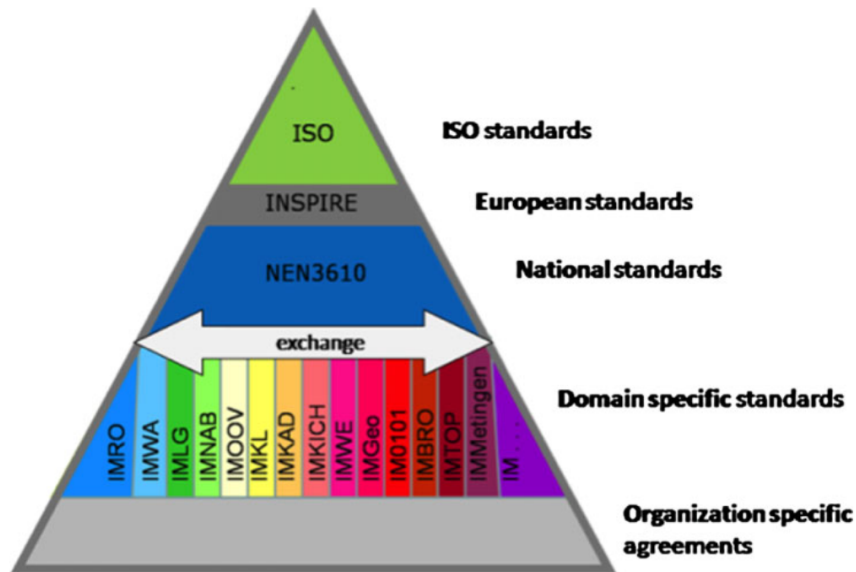 ISO
ISO standards
INSPIRE
European standards
NEN3610
National standards
exchange
Domain specific standards
IMRO
IMWA
IMLG
IMNAB
IMOOV
IMKL
IMKAD
IMKICH
IMWE
IMGeo
IM0101
IMBRO
IMTOP
IMMetingen
IM . . .
Organization specific
agreements